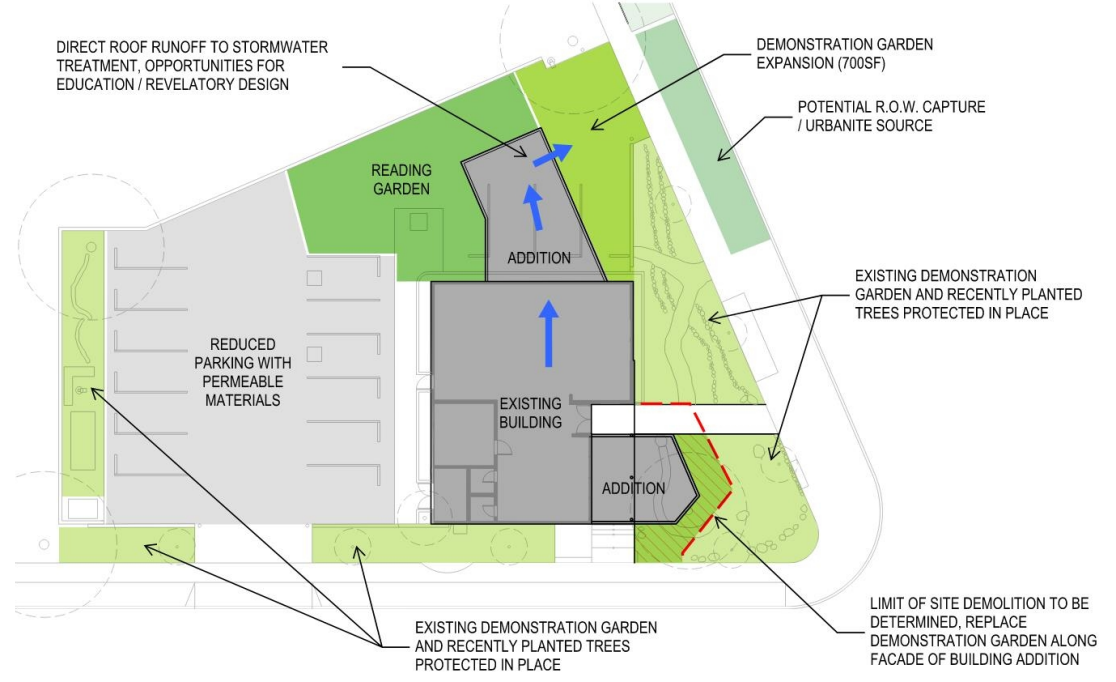 DIRECT ROOF RUNOFF TO STORMWATER
TREATMENT, OPPORTUNITIES FOR
EDUCATION / REVELATORY DESIGN
DEMONSTRATION GARDEN
EXPANSION (700SF)
POTENTIAL R.O.W. CAPTURE
/ URBANITE SOURCE
READING
GARDEN
ADDITION
EXISTING DEMONSTRATION
GARDEN AND RECENTLY PLANTED
TREES PROTECTED IN PLACE
REDUCED
PARKING WITH
PERMEABLE
MATERIALS
EXISTING
BUILDING
ADDITION
EXISTING DEMONSTRATION GARDEN
AND RECENTLY PLANTED TREES
PROTECTED IN PLACE
LIMIT OF SITE DEMOLITION TO BE
DETERMINED, REPLACE
DEMONSTRATION GARDEN ALONG
FACADE OF BUILDING ADDITION